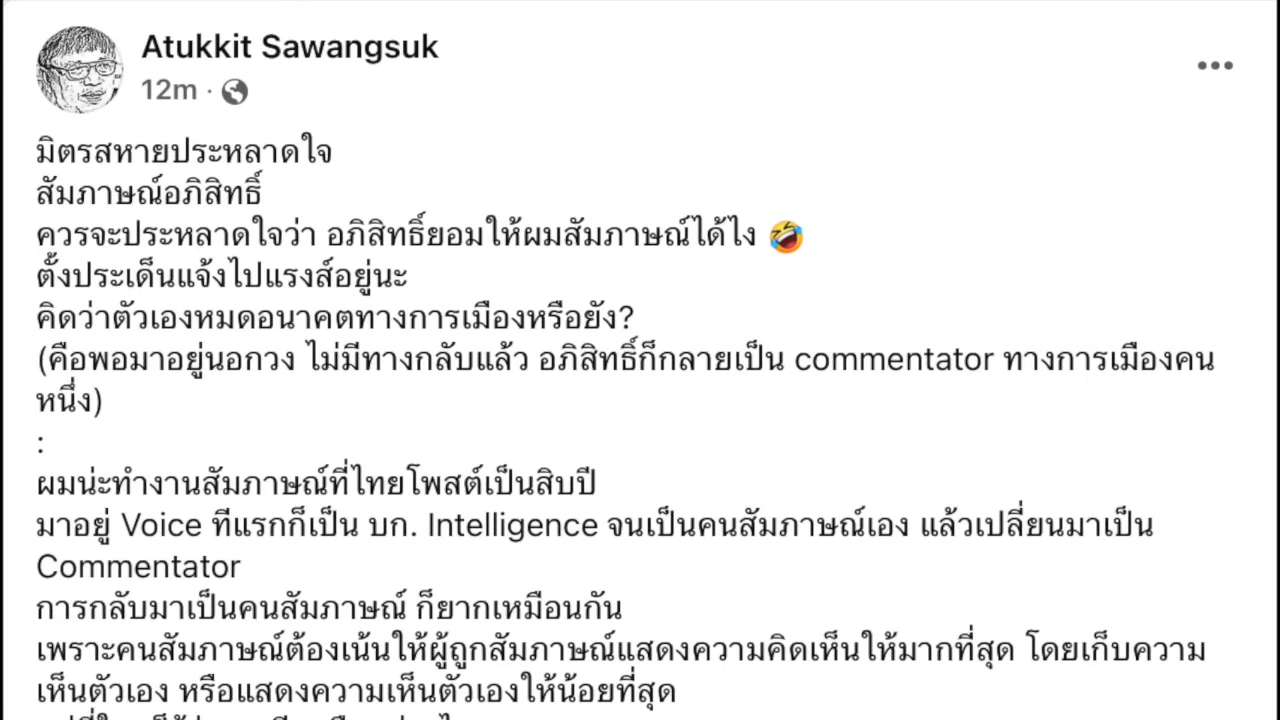 Atukkit Sawangsuk
12m ·
มิตรสหายประหลาดใจ
สัมภาษณ์อภิสิทธิ์
ควรจะประหลาดใจว่า อภิสิทธิ์ยอมให้ผมสัมภาษณ์ได้ไง 🤣
ตั้งประเด็นแจ้งไปแรงส์อยู่นะ
คิดว่าตัวเองหมดอนาคตทางการเมืองหรือยัง?
(คือพอมาอยู่นอกวง ไม่มีทางกลับแล้ว อภิสิทธิ์ก็กลายเป็น commentator ทางการเมืองคน
หนึ่ง)
:
ผมน่ะทำงานสัมภาษณ์ที่ไทยโพสต์เป็นสิบปี
มาอยู่ Voice ทีแรกก็เป็น บก. Intelligence จนเป็นคนสัมภาษณ์เอง แล้วเปลี่ยนมาเป็น
Commentator
การกลับมาเป็นคนสัมภาษณ์ ก็ยากเหมือนกัน
เพราะคนสัมภาษณ์ต้องเน้นให้ผู้ถูกสัมภาษณ์แสดงความคิดเห็นให้มากที่สุด โดยเก็บความ
เห็นตัวเอง หรือแสดงความเห็นตัวเองให้น้อยที่สุด